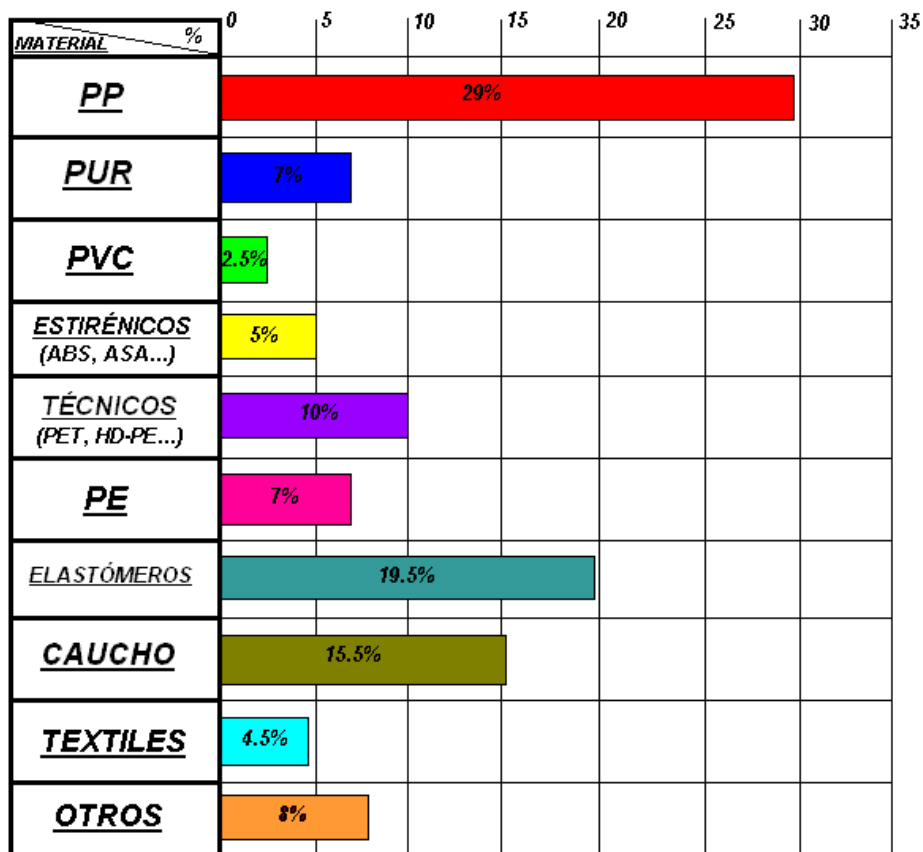 0 5 10 15 20 25 30 35
MATERIAL %
PP
29%
PUR
7%
PVC
2.5%
ESTIRÉNICOS
(ABS, ASA...)
5%
TÉCNICOS
(PET, HD-PE...)
10%
PE
7%
ELASTÓMEROS
19.5%
CAUCHO
15.5%
TEXTILES
4.5%
OTROS
8%